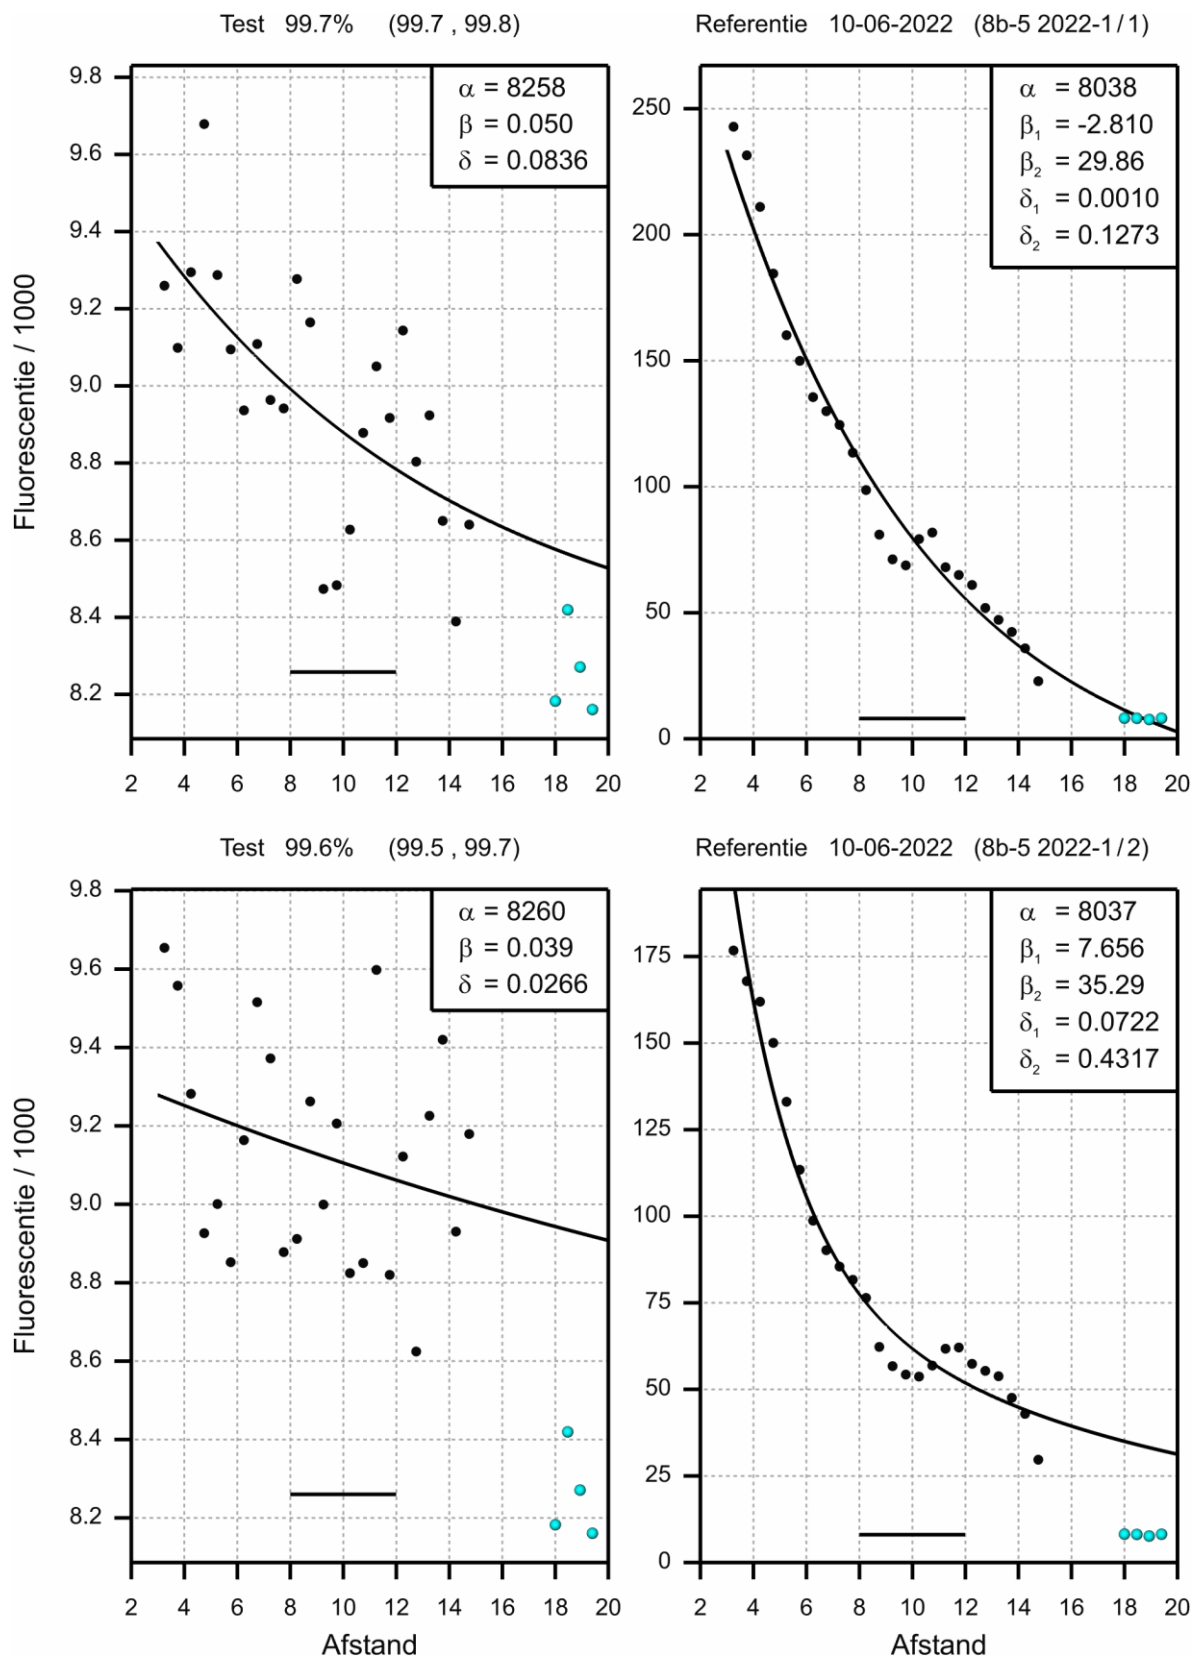 Test 99.7% (99.7 , 99.8)
9.8
9.6
9.4
9.2
9.0
8.8
8.6
8.4
8.2
Fluorescentie / 1000
α = 8258
β = 0.050
δ = 0.0836
2 4 6 8 10 12 14 16 18 20
Referentie 10-06-2022 (8b-5 2022-1/1)
250
200
150
100
50
0
α = 8038
β₁ = -2.810
β₂ = 29.86
δ₁ = 0.0010
δ₂ = 0.1273
2 4 6 8 10 12 14 16 18 20
Test 99.6% (99.5 , 99.7)
9.8
9.6
9.4
9.2
9.0
8.8
8.6
8.4
8.2
Fluorescentie / 1000
α = 8260
β = 0.039
δ = 0.0266
2 4 6 8 10 12 14 16 18 20
Afstand
Referentie 10-06-2022 (8b-5 2022-1/2)
175
150
125
100
75
50
25
0
α = 8037
β₁ = 7.656
β₂ = 35.29
δ₁ = 0.0722
δ₂ = 0.4317
2 4 6 8 10 12 14 16 18 20
Afstand